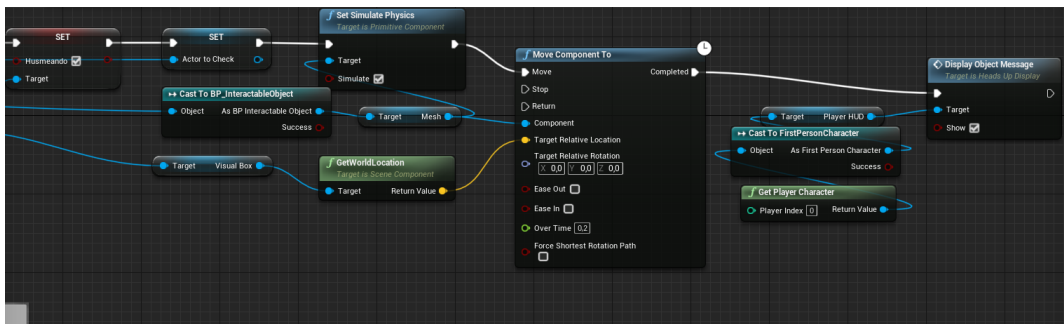 SET
Husmeando
Target
SET
Actor to Check
Set Simulate Physics
Target is Primitive Component
Target
Simulate
Cast To BP_InteractableObject
Object As BP Interactable Object
Success
Target Mesh
Target Visual Box
GetWorldLocation
Target is Scene Component
Target Return Value
Move Component To
Move Completed
Stop
Return
Component
Target Relative Location
Target Relative Rotation
X 0,0 Y 0,0 Z 0,0
Ease Out
Ease In
Over Time 0,2
Force Shortest Rotation Path
Target Player HUD
Cast To FirstPersonCharacter
Object As First Person Character
Success
Get Player Character
Player Index 0 Return Value
Display Object Message
Target is Heads Up Display
Target
Show